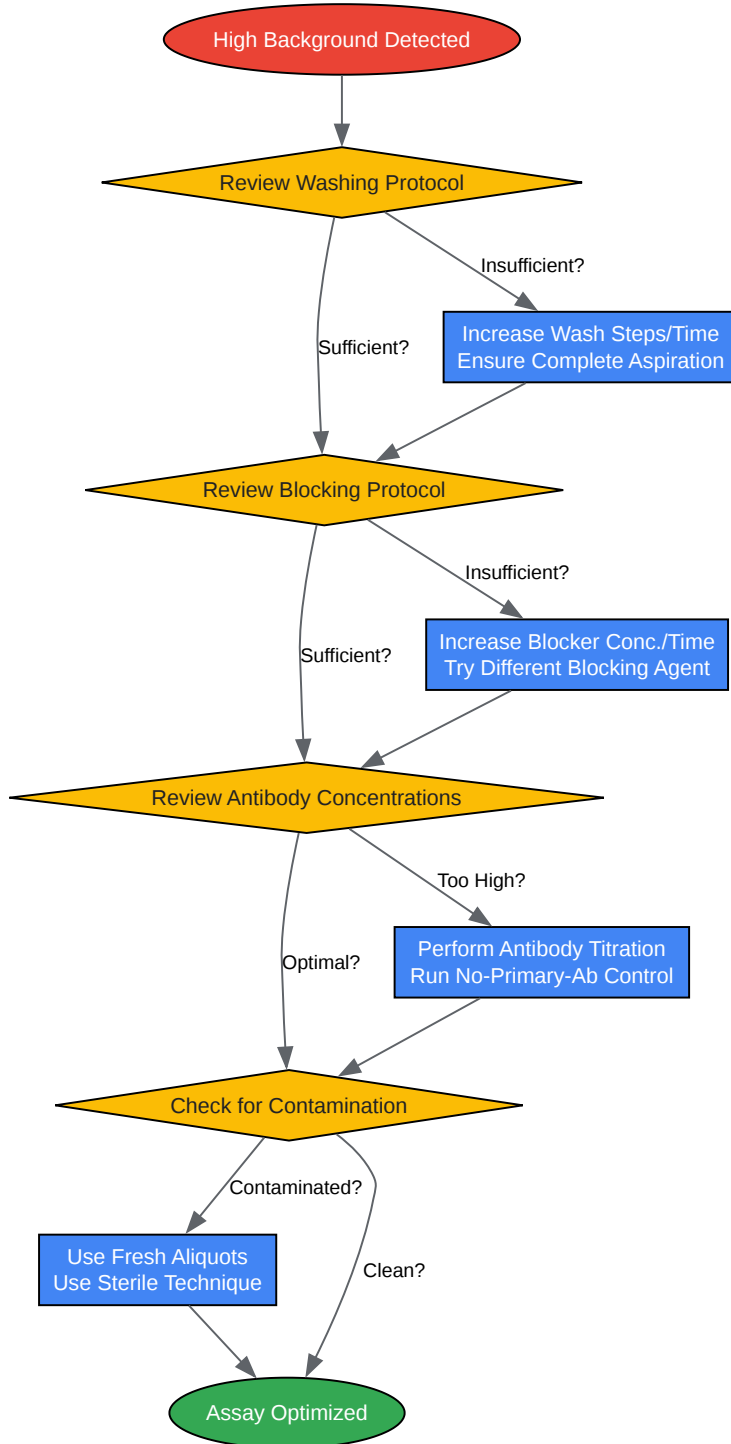 High Background Detected
Review Washing Protocol
Insufficient?
Increase Wash Steps/Time
Ensure Complete Aspiration
Sufficient?
Review Blocking Protocol
Insufficient?
Increase Blocker Conc./Time
Try Different Blocking Agent
Sufficient?
Review Antibody Concentrations
Too High?
Perform Antibody Titration
Run No-Primary-Ab Control
Optimal?
Check for Contamination
Contaminated?
Use Fresh Aliquots
Use Sterile Technique
Clean?
Assay Optimized